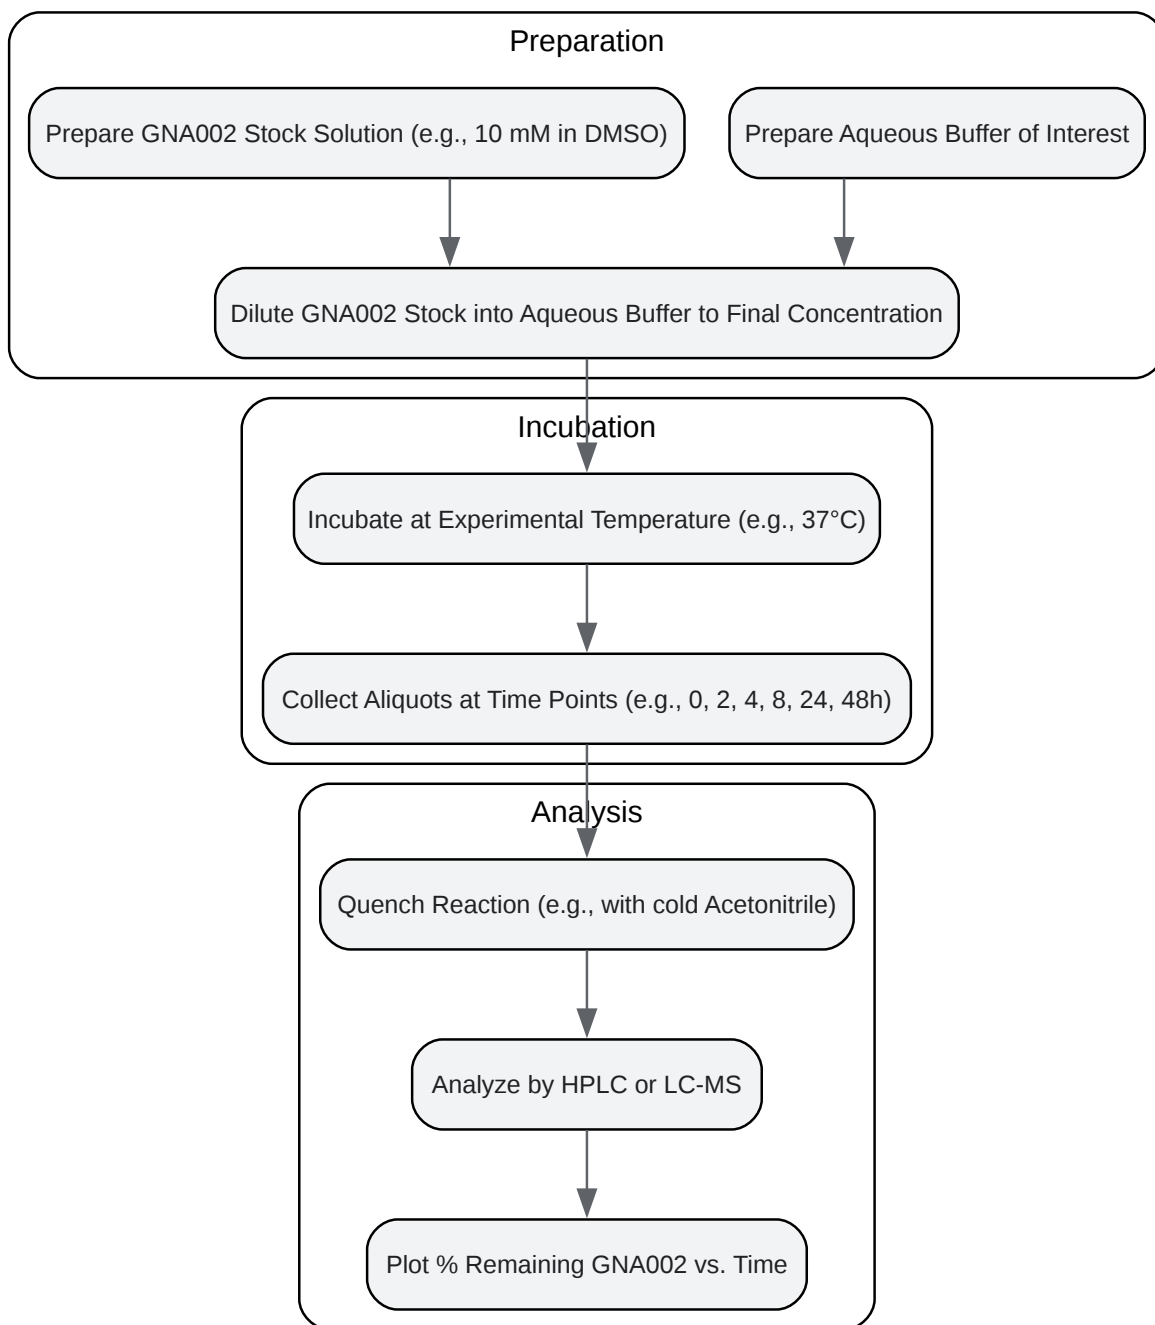 Preparation
Prepare GNA002 Stock Solution (e.g., 10 mM in DMSO)
Prepare Aqueous Buffer of Interest
Dilute GNA002 Stock into Aqueous Buffer to Final Concentration
Incubation
Incubate at Experimental Temperature (e.g., 37°C)
Collect Aliquots at Time Points (e.g., 0, 2, 4, 8, 24, 48h)
Analysis
Quench Reaction (e.g., with cold Acetonitrile)
Analyze by HPLC or LC-MS
Plot % Remaining GNA002 vs. Time